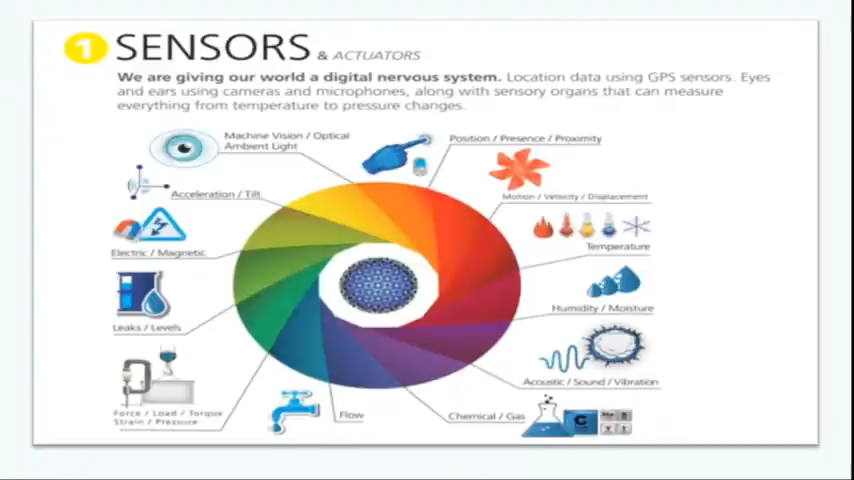 1 SENSORS & ACTUATORS
We are giving our world a digital nervous system. Location data using GPS sensors. Eyes
and ears using cameras and microphones, along with sensory organs that can measure
everything from temperature to pressure changes.
Machine Vision / Optical
Ambient Light
Position / Presence / Proximity
Acceleration / Tilt
Motion / Velocity / Displacement
Electric / Magnetic
Temperature
Leaks / Levels
Humidity / Moisture
Acoustic / Sound / Vibration
Force / Load / Torque
Strain / Pressure
Flow
Chemical / Gas
C